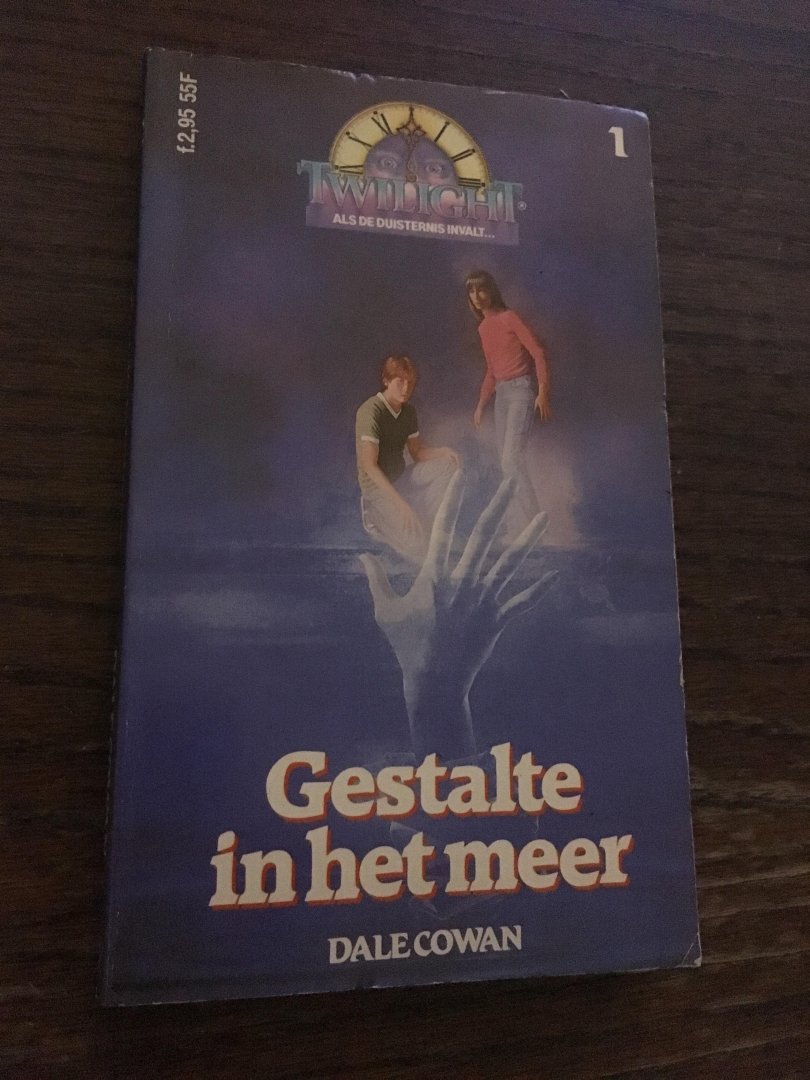 f.2,95 55F
1
TWILIGHT®
ALS DE DUISTERNIS INVALT...
Gestalte
in het meer
DALE COWAN